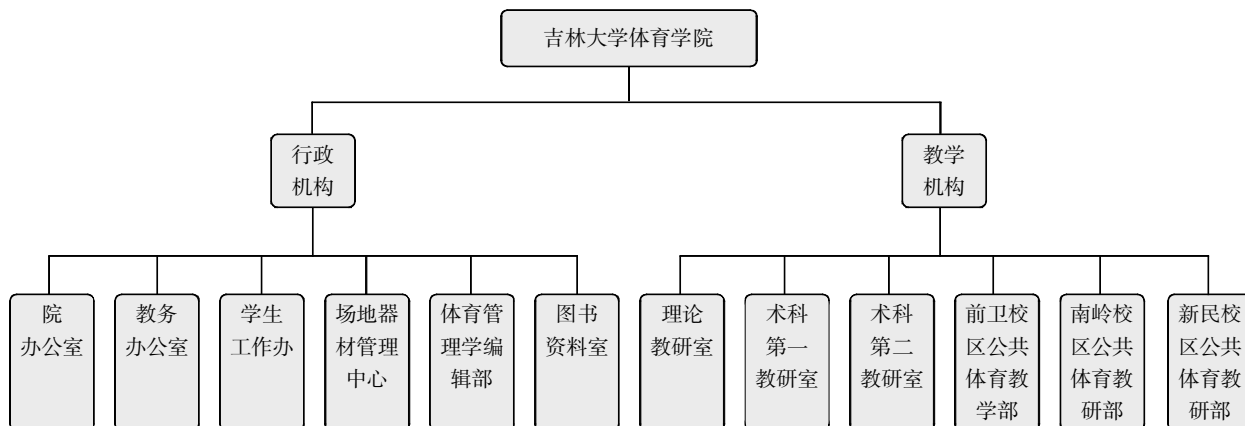 吉林大学体育学院
行政
机构
教学
机构
院
办公室
教务
办公室
学生
工作办
场地器
材管理
中心
体育管
理学编
辑部
图书
资料室
理论
教研室
术科
第一
教研室
术科
第二
教研室
前卫校
区公共
体育教
学部
南岭校
区公共
体育教
研部
新民校
区公共
体育教
研部